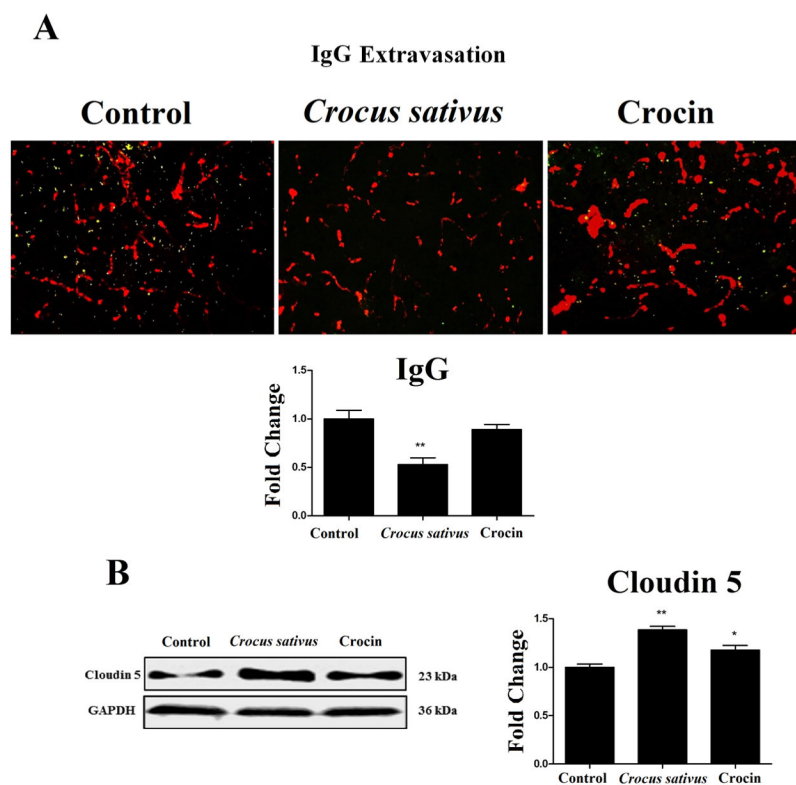 A
IgG Extravasation
Control Crocus sativus Crocin
IgG
Fold Change
1.5
1.0
0.5
0.0
**
Control Crocus sativus Crocin
B
Control Crocus sativus Crocin
Cloudin 5 23 kDa
GAPDH 36 kDa
Cloudin 5
Fold Change
1.5
1.0
0.5
0.0
**
*
Control Crocus sativus Crocin